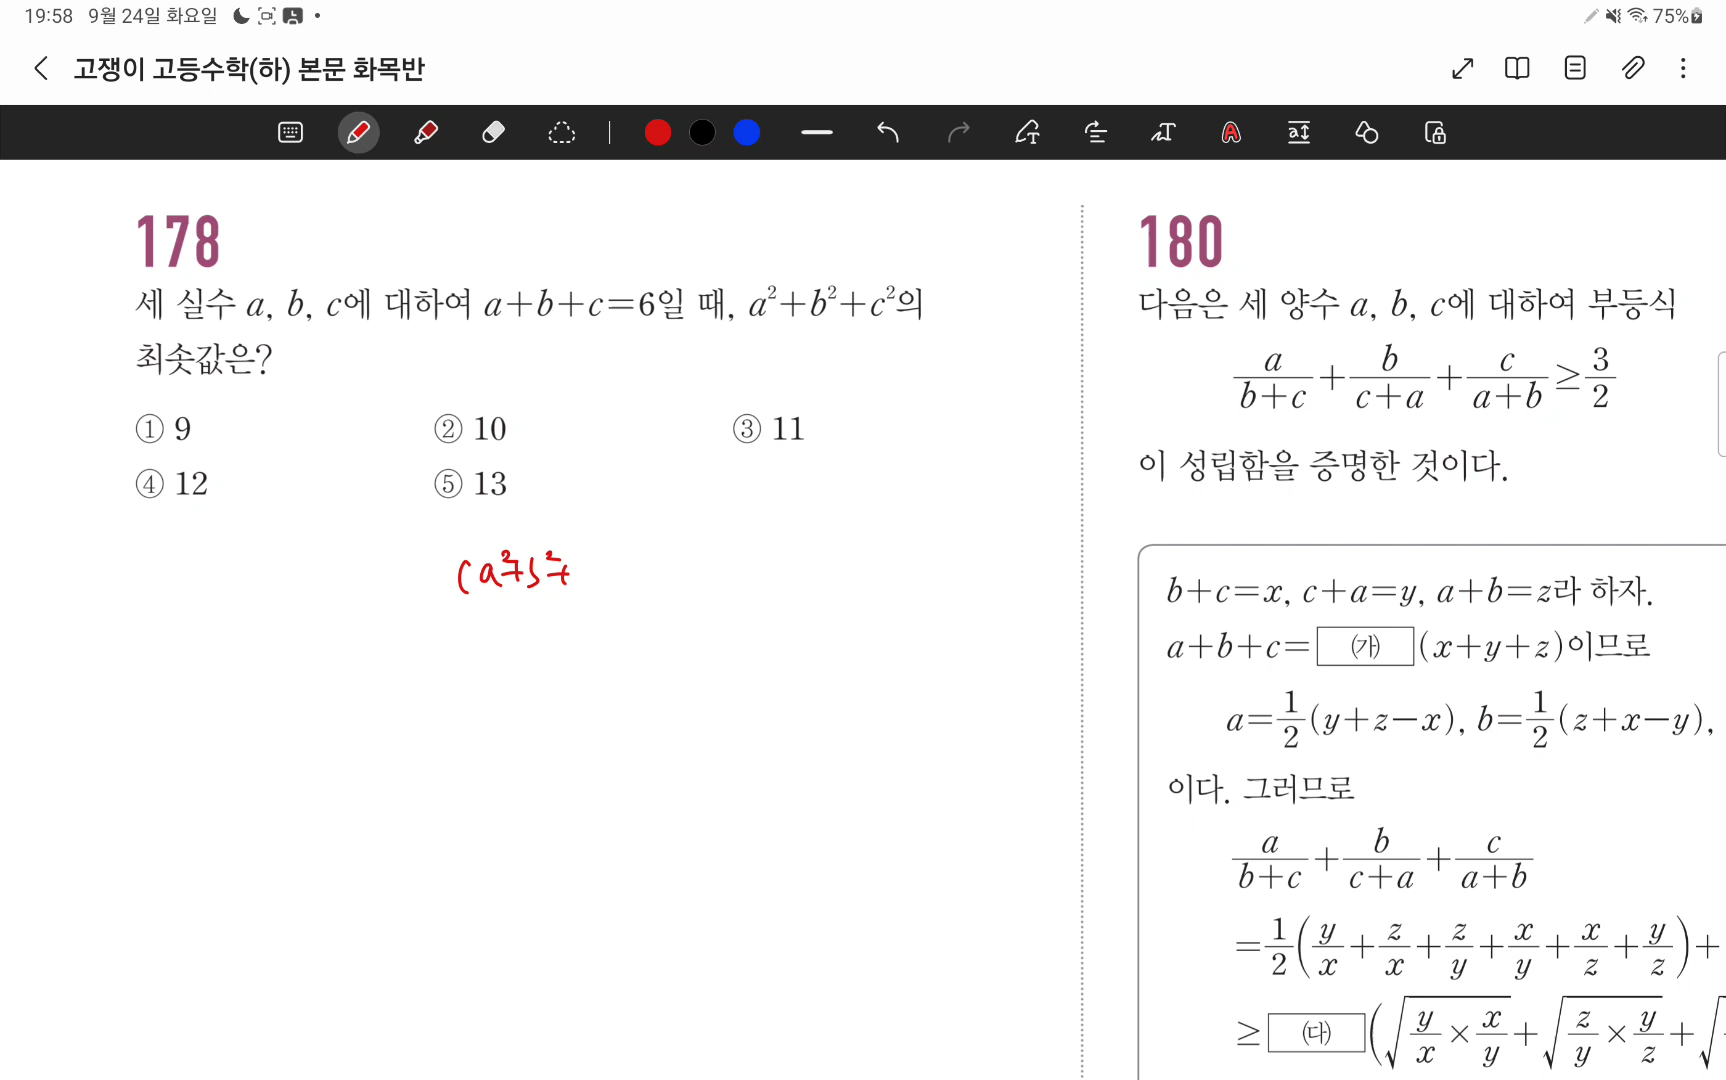 19:58 9월 24일 화요일
75%
고쟁이 고등수학(하) 본문 화목반
178
세 실수 a, b, c에 대하여 a+b+c=6일 때, a²+b²+c²의
최솟값은?
① 9 ② 10 ③ 11
④ 12 ⑤ 13
(a²+b²+
180
다음은 세 양수 a, b, c에 대하여 부등식
a/(b+c) + b/(c+a) + c/(a+b) ≥ 3/2
이 성립함을 증명한 것이다.
b+c=x, c+a=y, a+b=z라 하자.
a+b+c= (가) (x+y+z)이므로
a=1/2(y+z−x), b=1/2(z+x−y),
이다. 그러므로
a/(b+c) + b/(c+a) + c/(a+b)
=1/2(y/x + z/x + z/y + x/y + x/z + y/z)+
≥ (다) (√(y/x × x/y) + √(z/y × y/z) + √